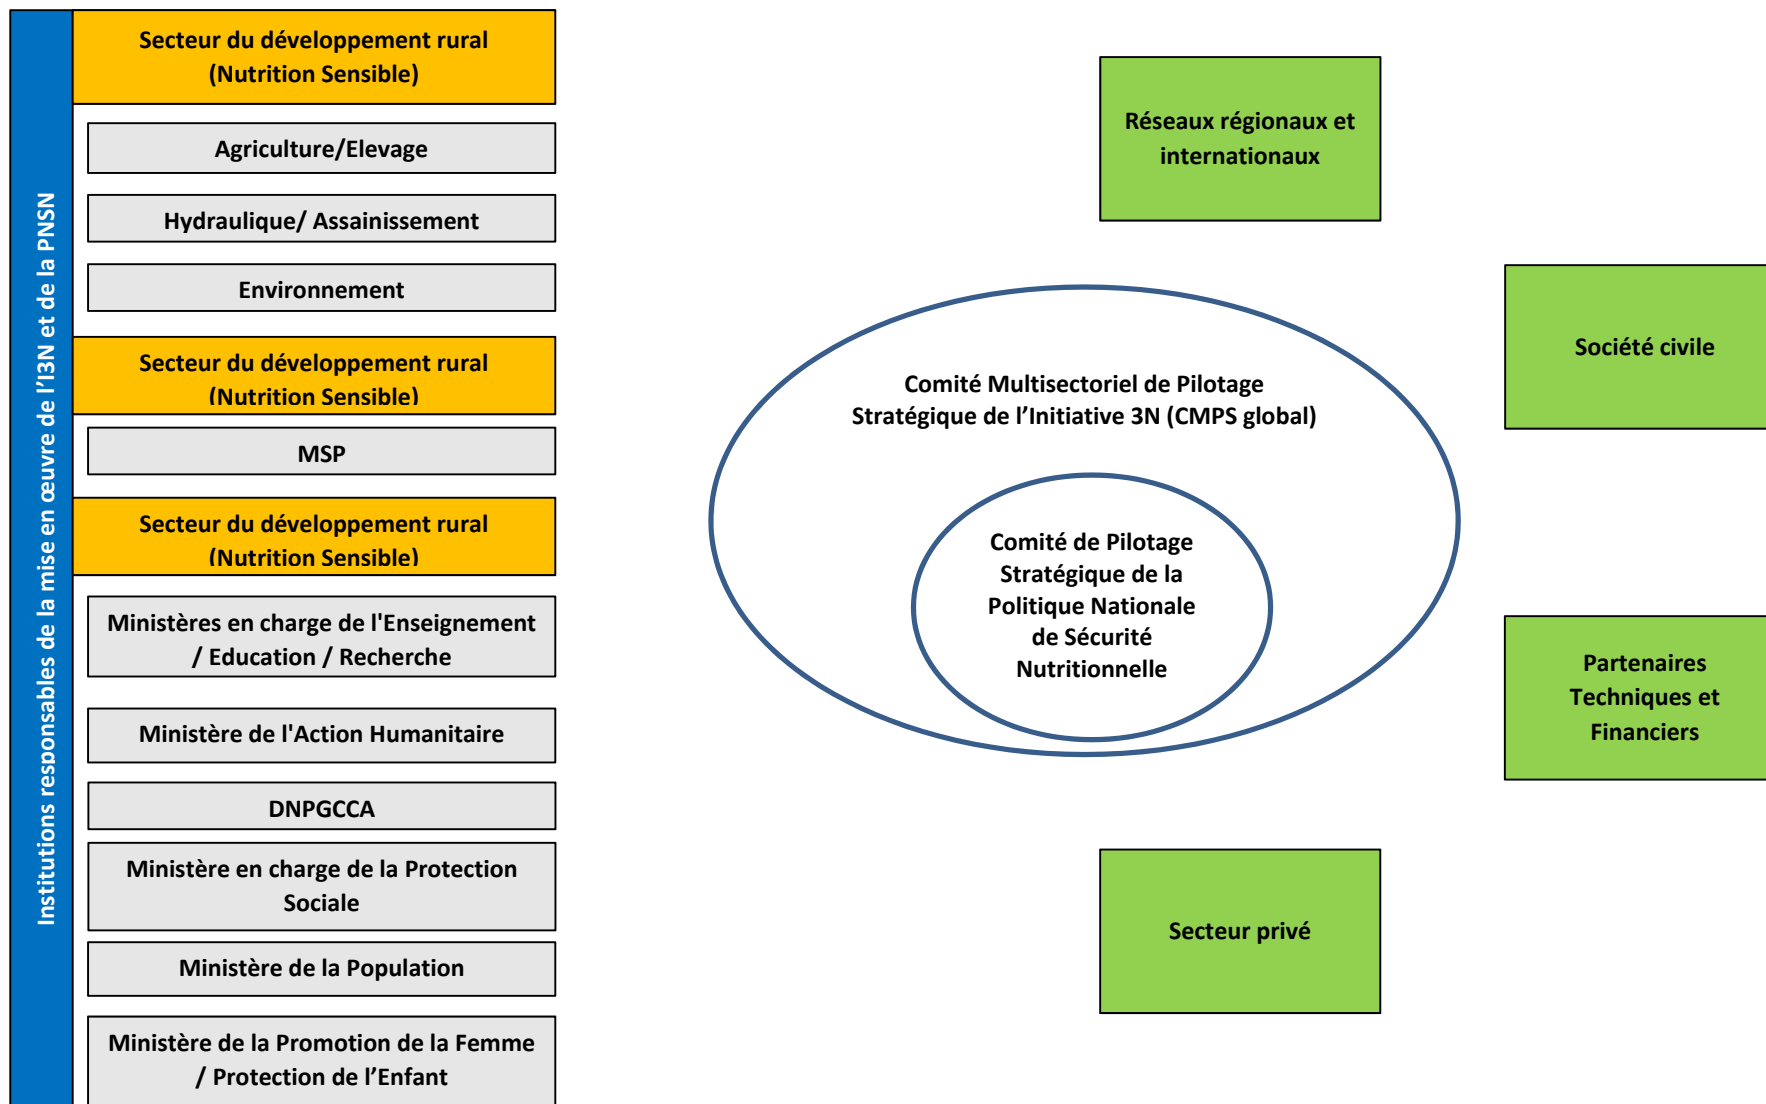 Institutions responsables de la mise en œuvre de l'I3N et de la PNSN
Secteur du développement rural
(Nutrition Sensible)
Agriculture/Elevage
Hydraulique/ Assainissement
Environnement
Secteur du développement rural
(Nutrition Sensible)
MSP
Secteur du développement rural
(Nutrition Sensible)
Ministères en charge de l'Enseignement
/ Education / Recherche
Ministère de l'Action Humanitaire
DNPGCCA
Ministère en charge de la Protection
Sociale
Ministère de la Population
Ministère de la Promotion de la Femme
/ Protection de l’Enfant
Réseaux régionaux et
internationaux
Société civile
Comité Multisectoriel de Pilotage
Stratégique de l’Initiative 3N (CMPS global)
Comité de Pilotage
Stratégique de la
Politique Nationale
de Sécurité
Nutritionnelle
Partenaires
Techniques et
Financiers
Secteur privé